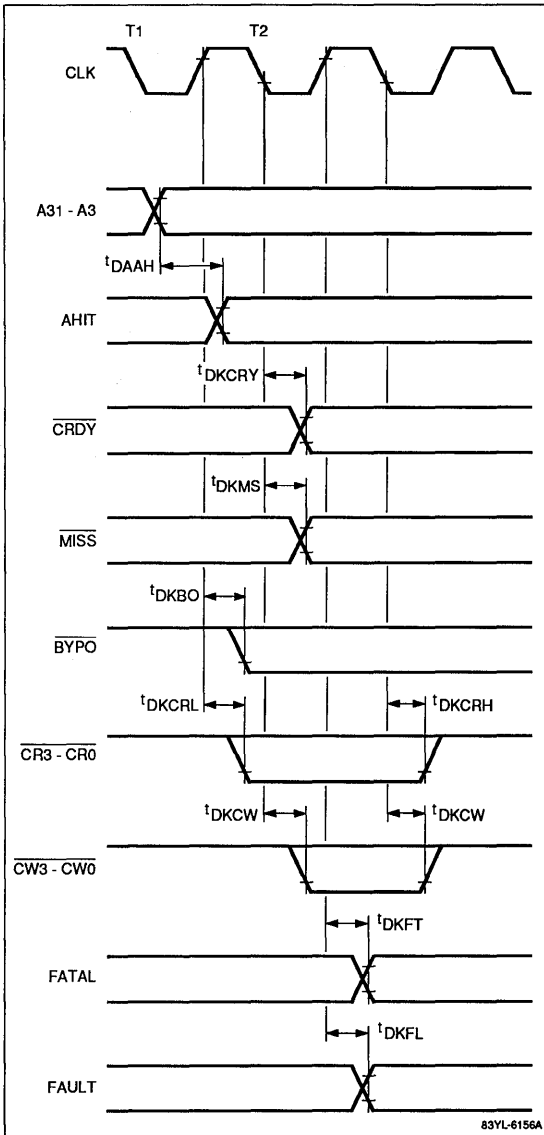 T1 T2
CLK
A31 - A3
tDAAH
AHIT
tDKCRY
CRDY
tDKMS
MISS
tDKBO
BYPO
tDKCRL tDKCRH
CR3 - CR0
tDKCW tDKCW
CW3 - CW0
tDKFT
FATAL
tDKFL
FAULT
83YL-6156A